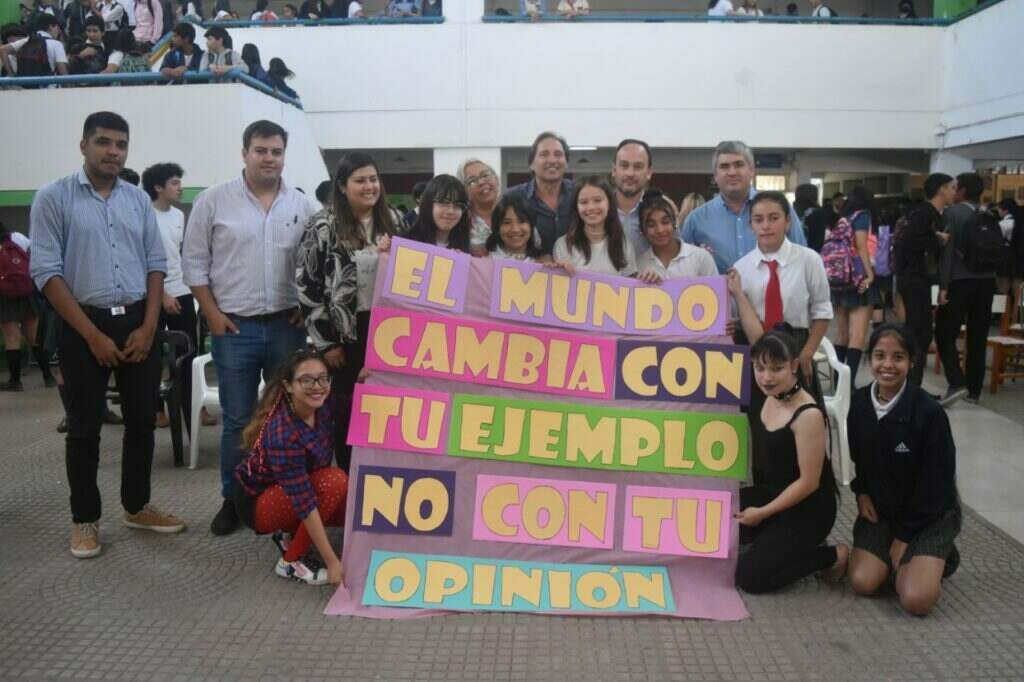 EL MUNDO
CAMBIA CON
TU EJEMPLO
NO CON TU
OPINIÓN